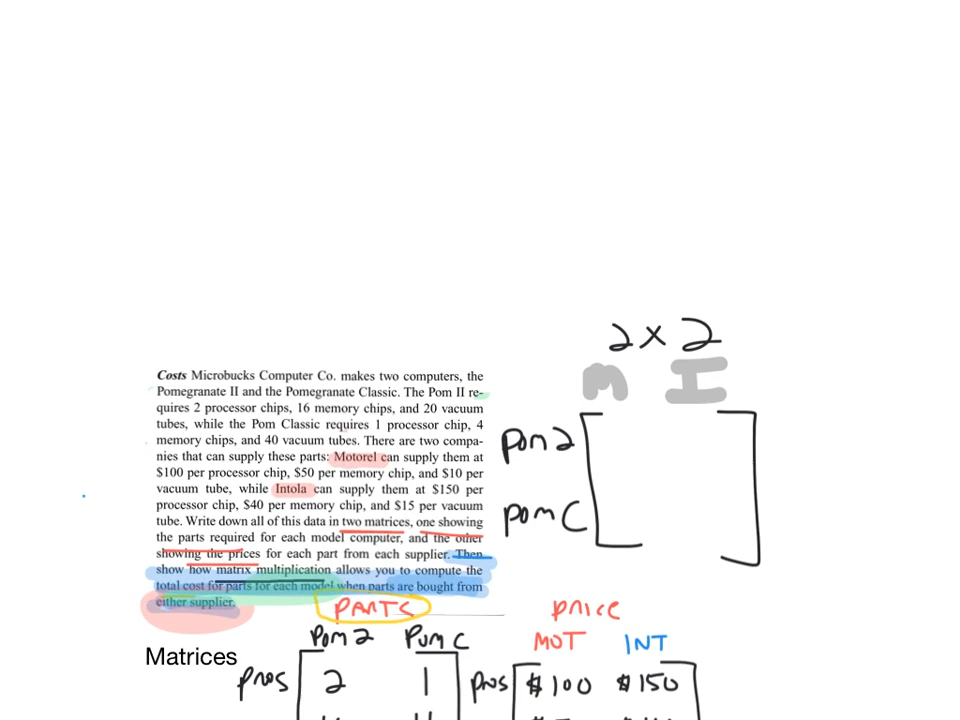 2 x 2
M I
Costs Microbucks Computer Co. makes two computers, the
Pomegranate II and the Pomegranate Classic. The Pom II re-
quires 2 processor chips, 16 memory chips, and 20 vacuum
tubes, while the Pom Classic requires 1 processor chip, 4
memory chips, and 40 vacuum tubes. There are two compa-
nies that can supply these parts: Motorel can supply them at
$100 per processor chip, $50 per memory chip, and $10 per
vacuum tube, while Intola can supply them at $150 per
processor chip, $40 per memory chip, and $15 per vacuum
tube. Write down all of this data in two matrices, one showing
the parts required for each model computer, and the other
showing the prices for each part from each supplier. Then
show how matrix multiplication allows you to compute the
total cost for parts for each model when parts are bought from
either supplier.
pom 2
pom C
PARTS price
Pom 2 Pom C MOT INT
Matrices
pros 2 1 pros $100 $150